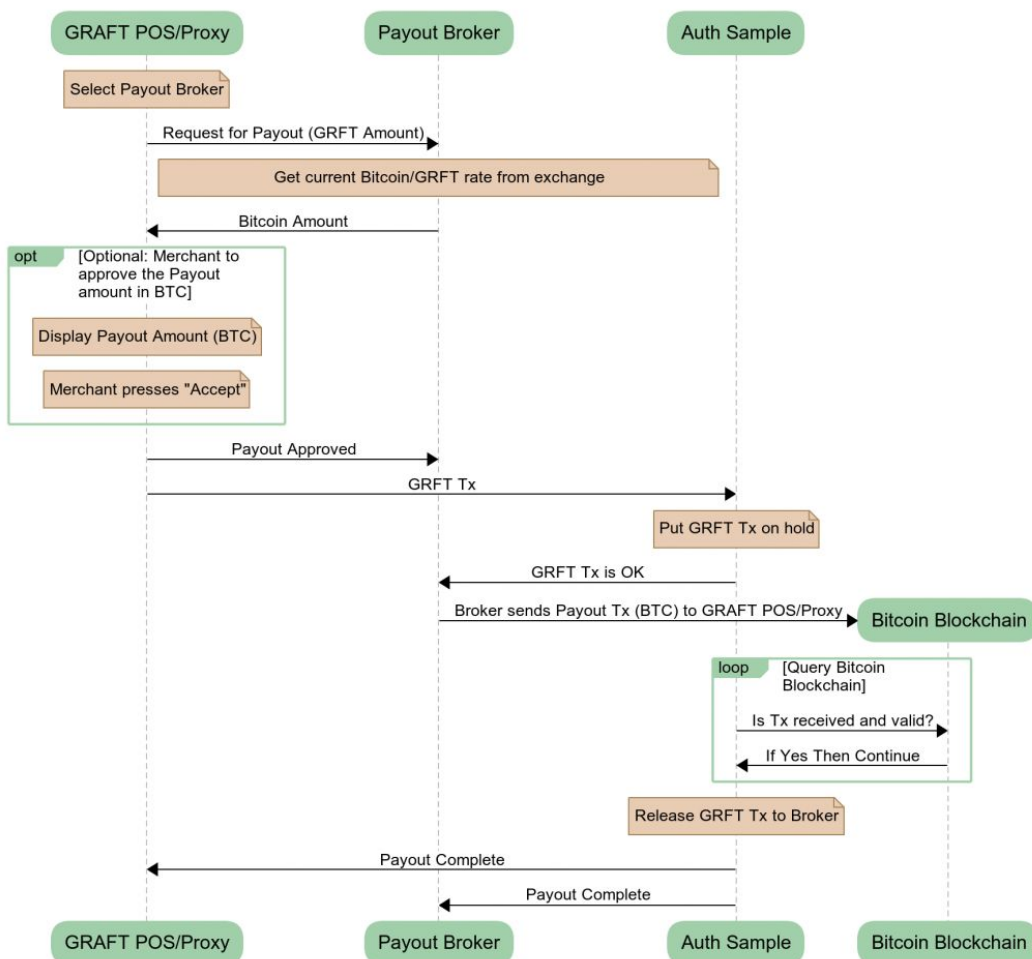 GRAFT POS/Proxy
Payout Broker
Auth Sample
Select Payout Broker
Request for Payout (GRFT Amount)
Get current Bitcoin/GRFT rate from exchange
Bitcoin Amount
opt
[Optional: Merchant to
approve the Payout
amount in BTC]
Display Payout Amount (BTC)
Merchant presses "Accept"
Payout Approved
GRFT Tx
Put GRFT Tx on hold
GRFT Tx is OK
Broker sends Payout Tx (BTC) to GRAFT POS/Proxy
Bitcoin Blockchain
loop
[Query Bitcoin
Blockchain]
Is Tx received and valid?
If Yes Then Continue
Release GRFT Tx to Broker
Payout Complete
Payout Complete
GRAFT POS/Proxy
Payout Broker
Auth Sample
Bitcoin Blockchain